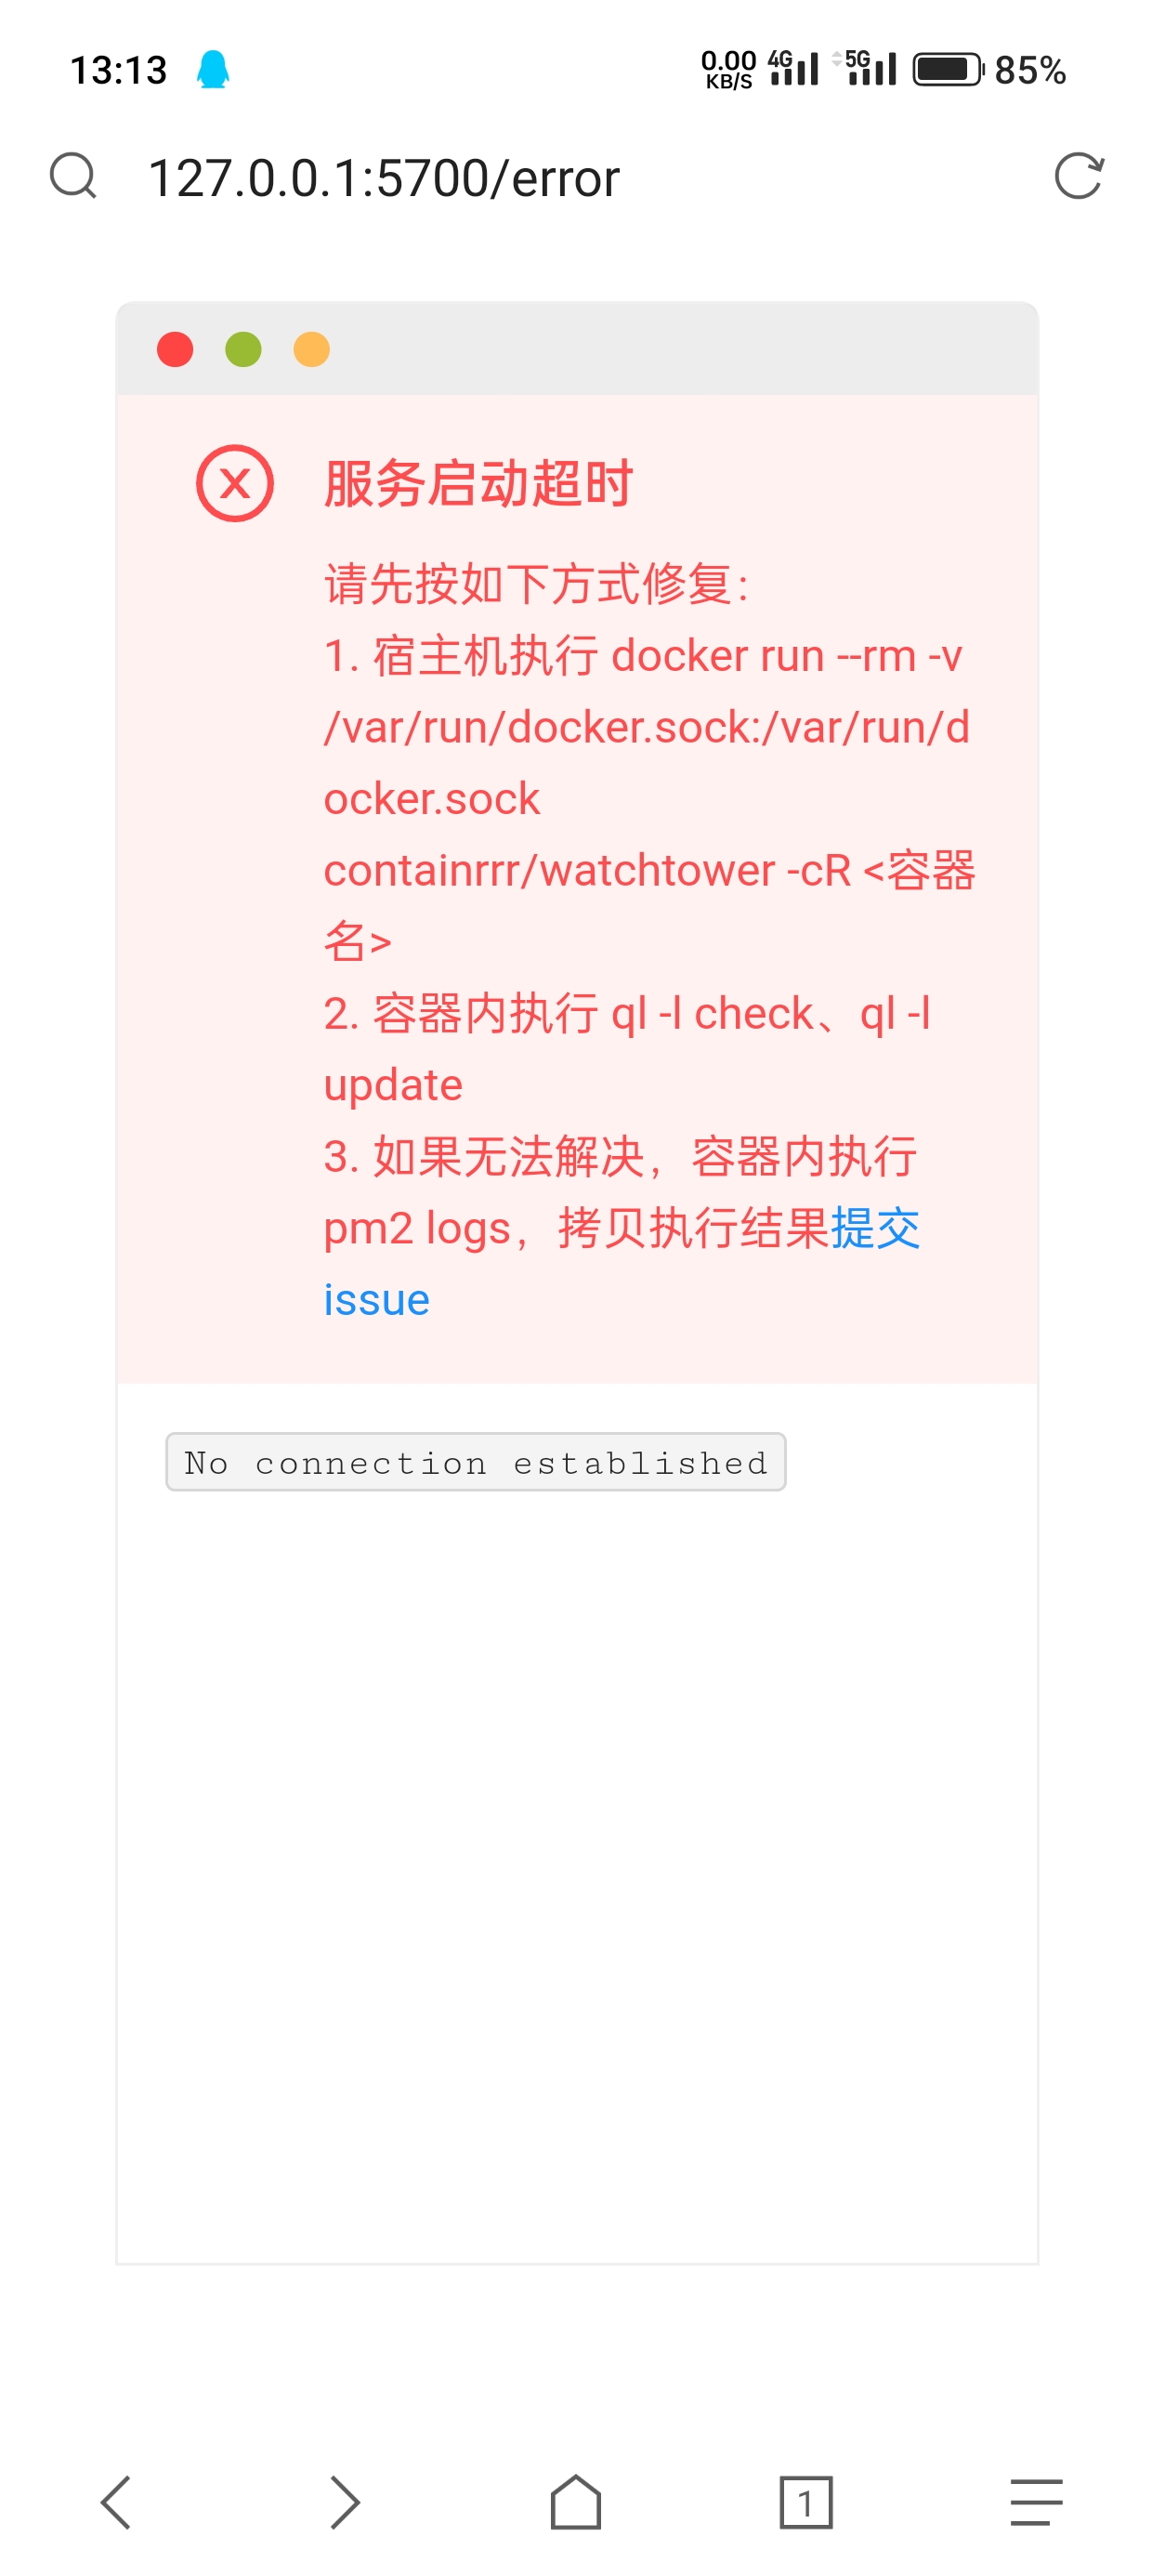 13:13
0.00
KB/S
4G
5G
85%
127.0.0.1:5700/error
服务启动超时
请先按如下方式修复：
1. 宿主机执行 docker run --rm -v
/var/run/docker.sock:/var/run/d
ocker.sock
containrrr/watchtower -cR <容器
名>
2. 容器内执行 ql -l check、ql -l
update
3. 如果无法解决，容器内执行
pm2 logs，拷贝执行结果提交
issue
No connection established
1